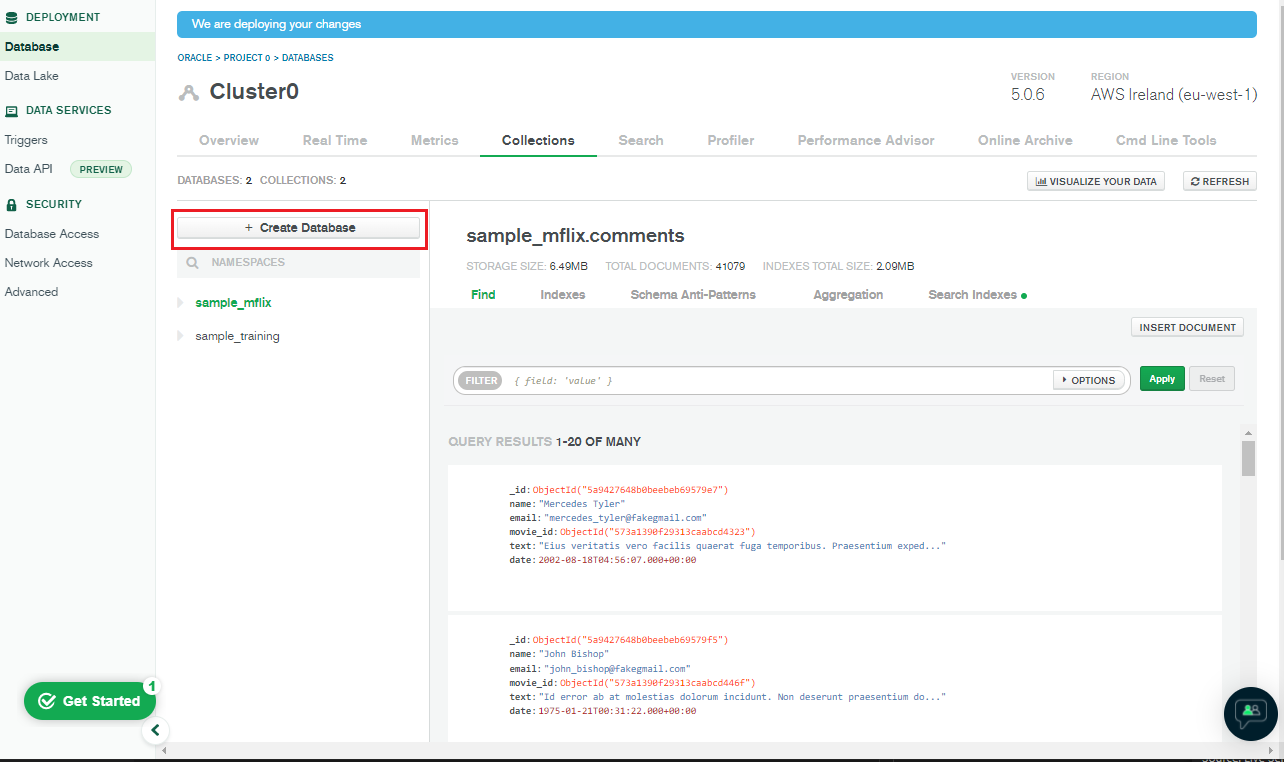 DEPLOYMENT
Database
Data Lake
DATA SERVICES
Triggers
Data API PREVIEW
SECURITY
Database Access
Network Access
Advanced
Get Started
1
We are deploying your changes
ORACLE > PROJECT 0 > DATABASES
Cluster0
VERSION
5.0.6
REGION
AWS Ireland (eu-west-1)
Overview Real Time Metrics Collections Search Profiler Performance Advisor Online Archive Cmd Line Tools
DATABASES: 2 COLLECTIONS: 2
VISUALIZE YOUR DATA
REFRESH
+ Create Database
NAMESPACES
sample_mflix
sample_training
sample_mflix.comments
STORAGE SIZE: 6.49MB TOTAL DOCUMENTS: 41079 INDEXES TOTAL SIZE: 2.09MB
Find Indexes Schema Anti-Patterns Aggregation Search Indexes
INSERT DOCUMENT
FILTER { field: 'value' } OPTIONS Apply Reset
QUERY RESULTS 1-20 OF MANY
_id: ObjectId("5a9427648b0beebeb69579e7")
name: "Mercedes Tyler"
email: "mercedes_tyler@fakegmail.com"
movie_id: ObjectId("573a1390f29313caabcd4323")
text: "Eius veritatis vero facilis quaerat fuga temporibus. Praesentium exped..."
date: 2002-08-18T04:56:07.000+00:00
_id: ObjectId("5a9427648b0beebeb69579f5")
name: "John Bishop"
email: "john_bishop@fakegmail.com"
movie_id: ObjectId("573a1390f29313caabcd446f")
text: "Id error ab at molestias dolorum incidunt. Non deserunt praesentium do..."
date: 1975-01-21T00:31:22.000+00:00